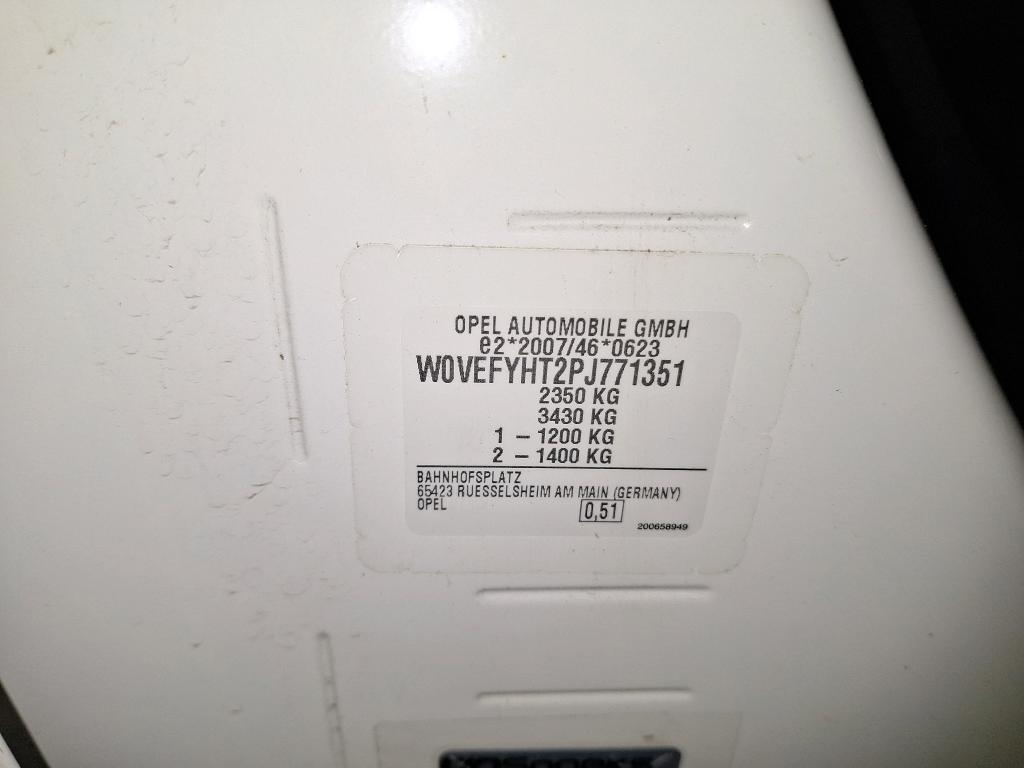 OPEL AUTOMOBILE GMBH
e2*2007/46*0623
W0VEFYHT2PJ771351
2350 KG
3430 KG
1 – 1200 KG
2 – 1400 KG
BAHNHOFSPLATZ
65423 RUESSELSHEIM AM MAIN (GERMANY)
OPEL
0,51
200658949